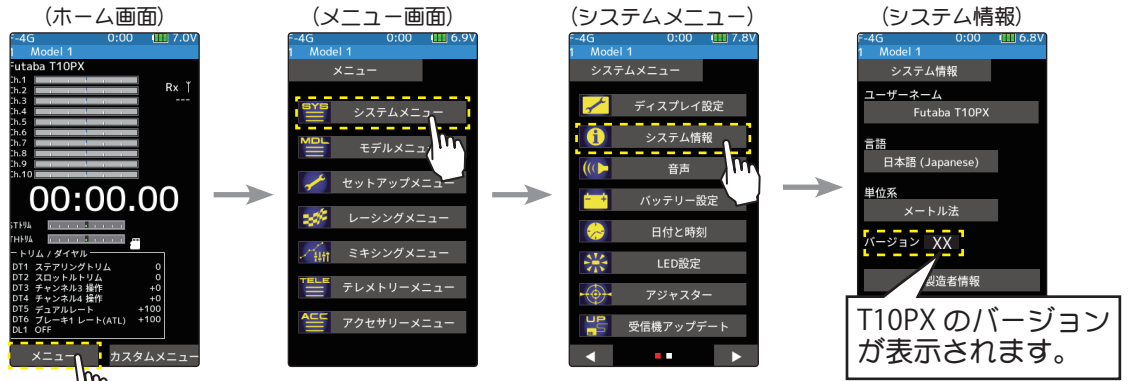 (ホーム画面)
F-4G 0:00 7.0V
1 Model 1
Futaba T10PX
Ch.1
Ch.2
Ch.3
Ch.4
Ch.5
Ch.6
Ch.7
Ch.8
Ch.9
Ch.10
Rx
---
00:00.00
STトリム
THトリム
トリム / ダイヤル
DT1 ステアリングトリム 0
DT2 スロットルトリム 0
DT3 チャンネル3 操作 +0
DT4 チャンネル4 操作 +0
DT5 デュアルレート +100
DT6 ブレーキ1 レート(ATL) +100
DL1 OFF
メニュー
カスタムメニュー
(メニュー画面)
F-4G 0:00 6.9V
1 Model 1
メニュー
SYS システムメニュー
MDL モデルメニュー
セットアップメニュー
レーシングメニュー
ミキシングメニュー
TELE テレメトリーメニュー
ACC アクセサリーメニュー
(システムメニュー)
F-4G 0:00 7.8V
1 Model 1
システムメニュー
ディスプレイ設定
システム情報
音声
バッテリー設定
日付と時刻
LED設定
アジャスター
UP 受信機アップデート
(システム情報)
F-4G 0:00 6.8V
1 Model 1
システム情報
ユーザーネーム
Futaba T10PX
言語
日本語 (Japanese)
単位系
メートル法
バージョン XX
製造者情報
T10PX のバージョン
が表示されます。